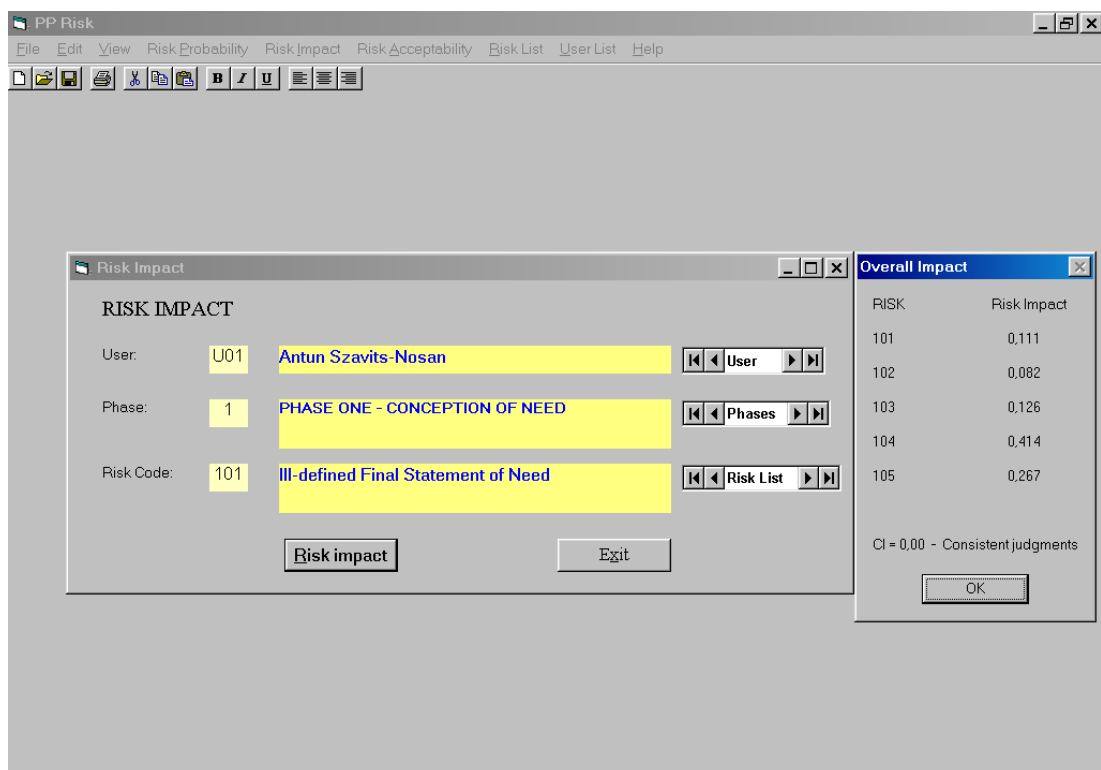 PP Risk
File Edit View Risk Probability Risk Impact Risk Acceptability Risk List User List Help
B I U
Risk Impact
RISK IMPACT
User: U01 Antun Szavits-Nosan User
Phase: 1 PHASE ONE - CONCEPTION OF NEED Phases
Risk Code: 101 Ill-defined Final Statement of Need Risk List
Risk impact Exit
Overall Impact
RISK Risk Impact
101 0,111
102 0,082
103 0,126
104 0,414
105 0,267
CI = 0,00 - Consistent judgments
OK